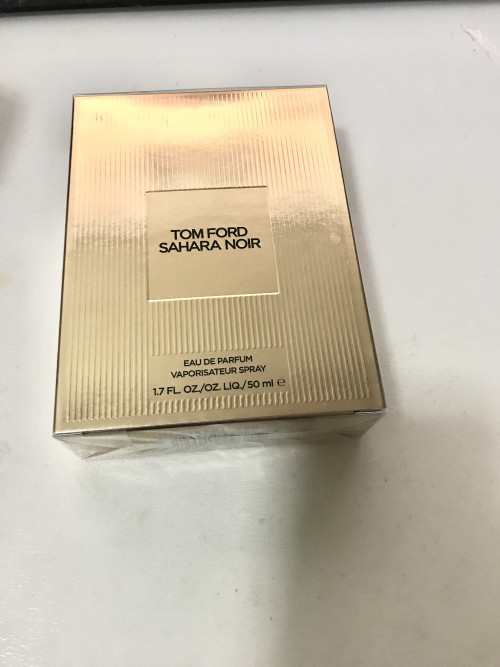 TOM FORD
SAHARA NOIR
EAU DE PARFUM
VAPORISATEUR SPRAY
1.7 FL. OZ./OZ. LIQ./50 ml ℮